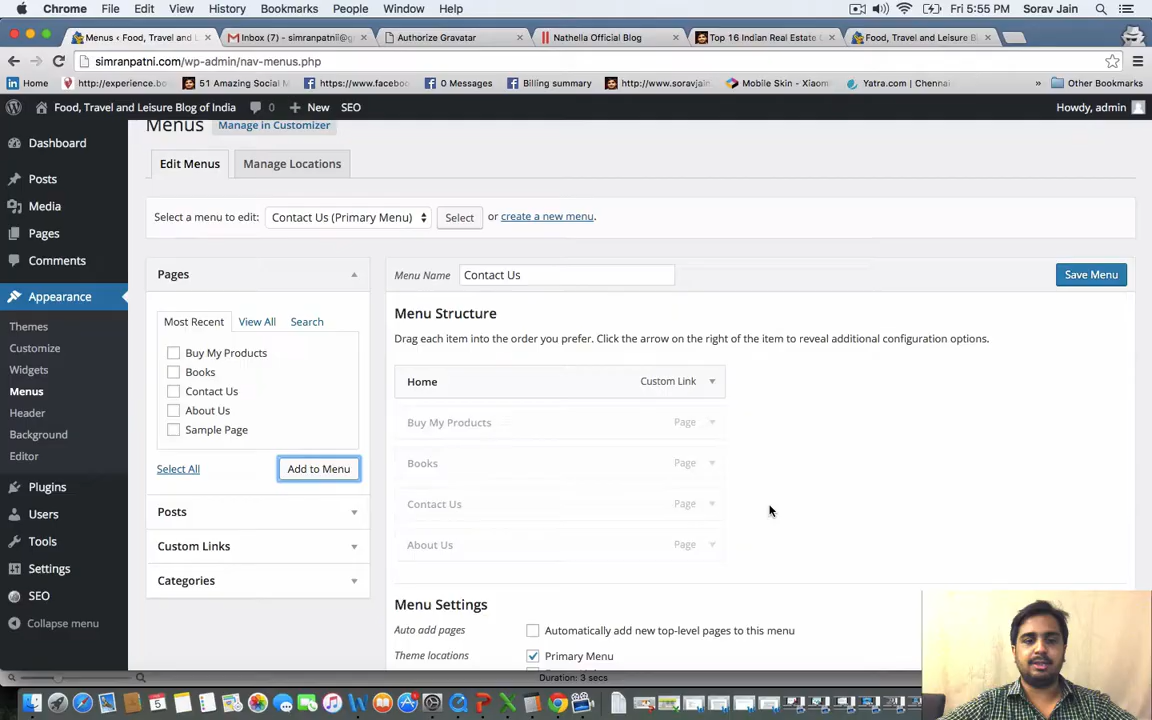 Chrome File Edit View History Bookmarks People Window Help Fri 5:55 PM Sorav Jain
Menus ‹ Food, Travel and L Inbox (7) - simranpatnii@g Authorize Gravatar Nathella Official Blog Top 16 Indian Real Estate Food, Travel and Leisure B
simranpatni.com/wp-admin/nav-menus.php
Home http://experience.bo 51 Amazing Social M https://www.faceboo 0 Messages Billing summary http://www.soravjain Mobile Skin - Xiaom Yatra.com | Chennai » Other Bookmarks
Food, Travel and Leisure Blog of India 0 + New SEO Howdy, admin
Menus Manage in Customizer
Edit Menus Manage Locations
Select a menu to edit: Contact Us (Primary Menu) Select or create a new menu.
Dashboard
Posts
Media
Pages
Comments
Appearance
Themes
Customize
Widgets
Menus
Header
Background
Editor
Plugins
Users
Tools
Settings
SEO
Collapse menu
Pages
Most Recent View All Search
Buy My Products
Books
Contact Us
About Us
Sample Page
Select All Add to Menu
Posts
Custom Links
Categories
Menu Name Contact Us Save Menu
Menu Structure
Drag each item into the order you prefer. Click the arrow on the right of the item to reveal additional configuration options.
Home Custom Link
Buy My Products Page
Books Page
Contact Us Page
About Us Page
Menu Settings
Auto add pages Automatically add new top-level pages to this menu
Theme locations Primary Menu
Duration: 3 secs